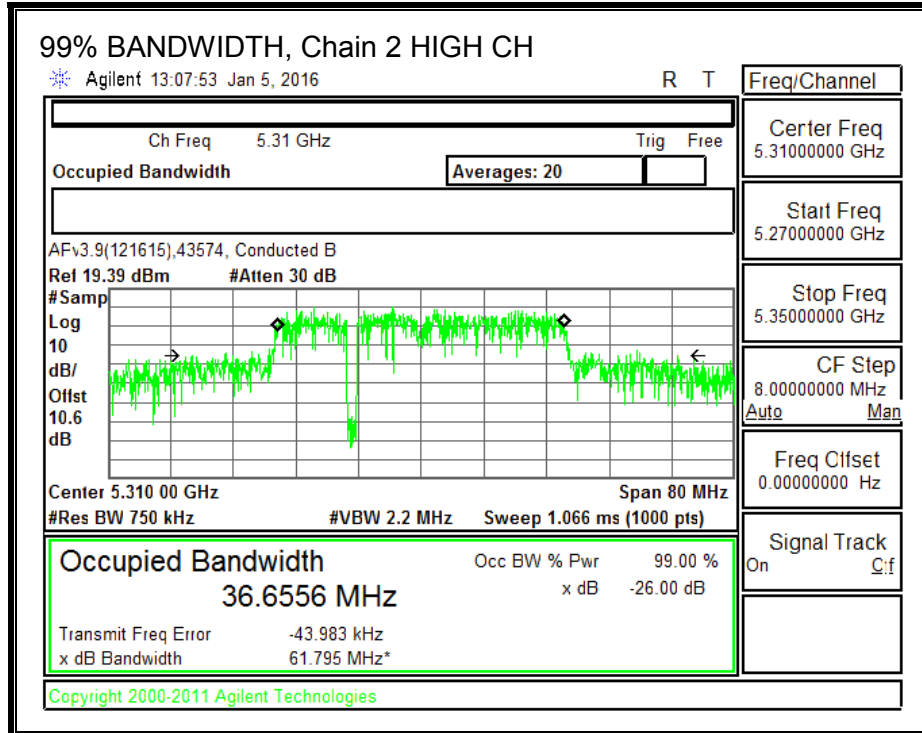 99% BANDWIDTH, Chain 2 HIGH CH
Agilent 13:07:53 Jan 5, 2016 R T
Freq/Channel
Ch Freq 5.31 GHz Trig Free
Occupied Bandwidth Averages: 20
AFv3.9(121615),43574, Conducted B
Ref 19.39 dBm #Atten 30 dB
#Samp
Log
10
dB/
Offst
10.6
dB
Center 5.310 00 GHz Span 80 MHz
#Res BW 750 kHz #VBW 2.2 MHz Sweep 1.066 ms (1000 pts)
Occupied Bandwidth Occ BW % Pwr 99.00 %
36.6556 MHz x dB -26.00 dB
Transmit Freq Error -43.983 kHz
x dB Bandwidth 61.795 MHz*
Copyright 2000-2011 Agilent Technologies
Center Freq
5.31000000 GHz
Start Freq
5.27000000 GHz
Stop Freq
5.35000000 GHz
CF Step
8.00000000 MHz
Auto Man
Freq Offset
0.00000000 Hz
Signal Track
On Off